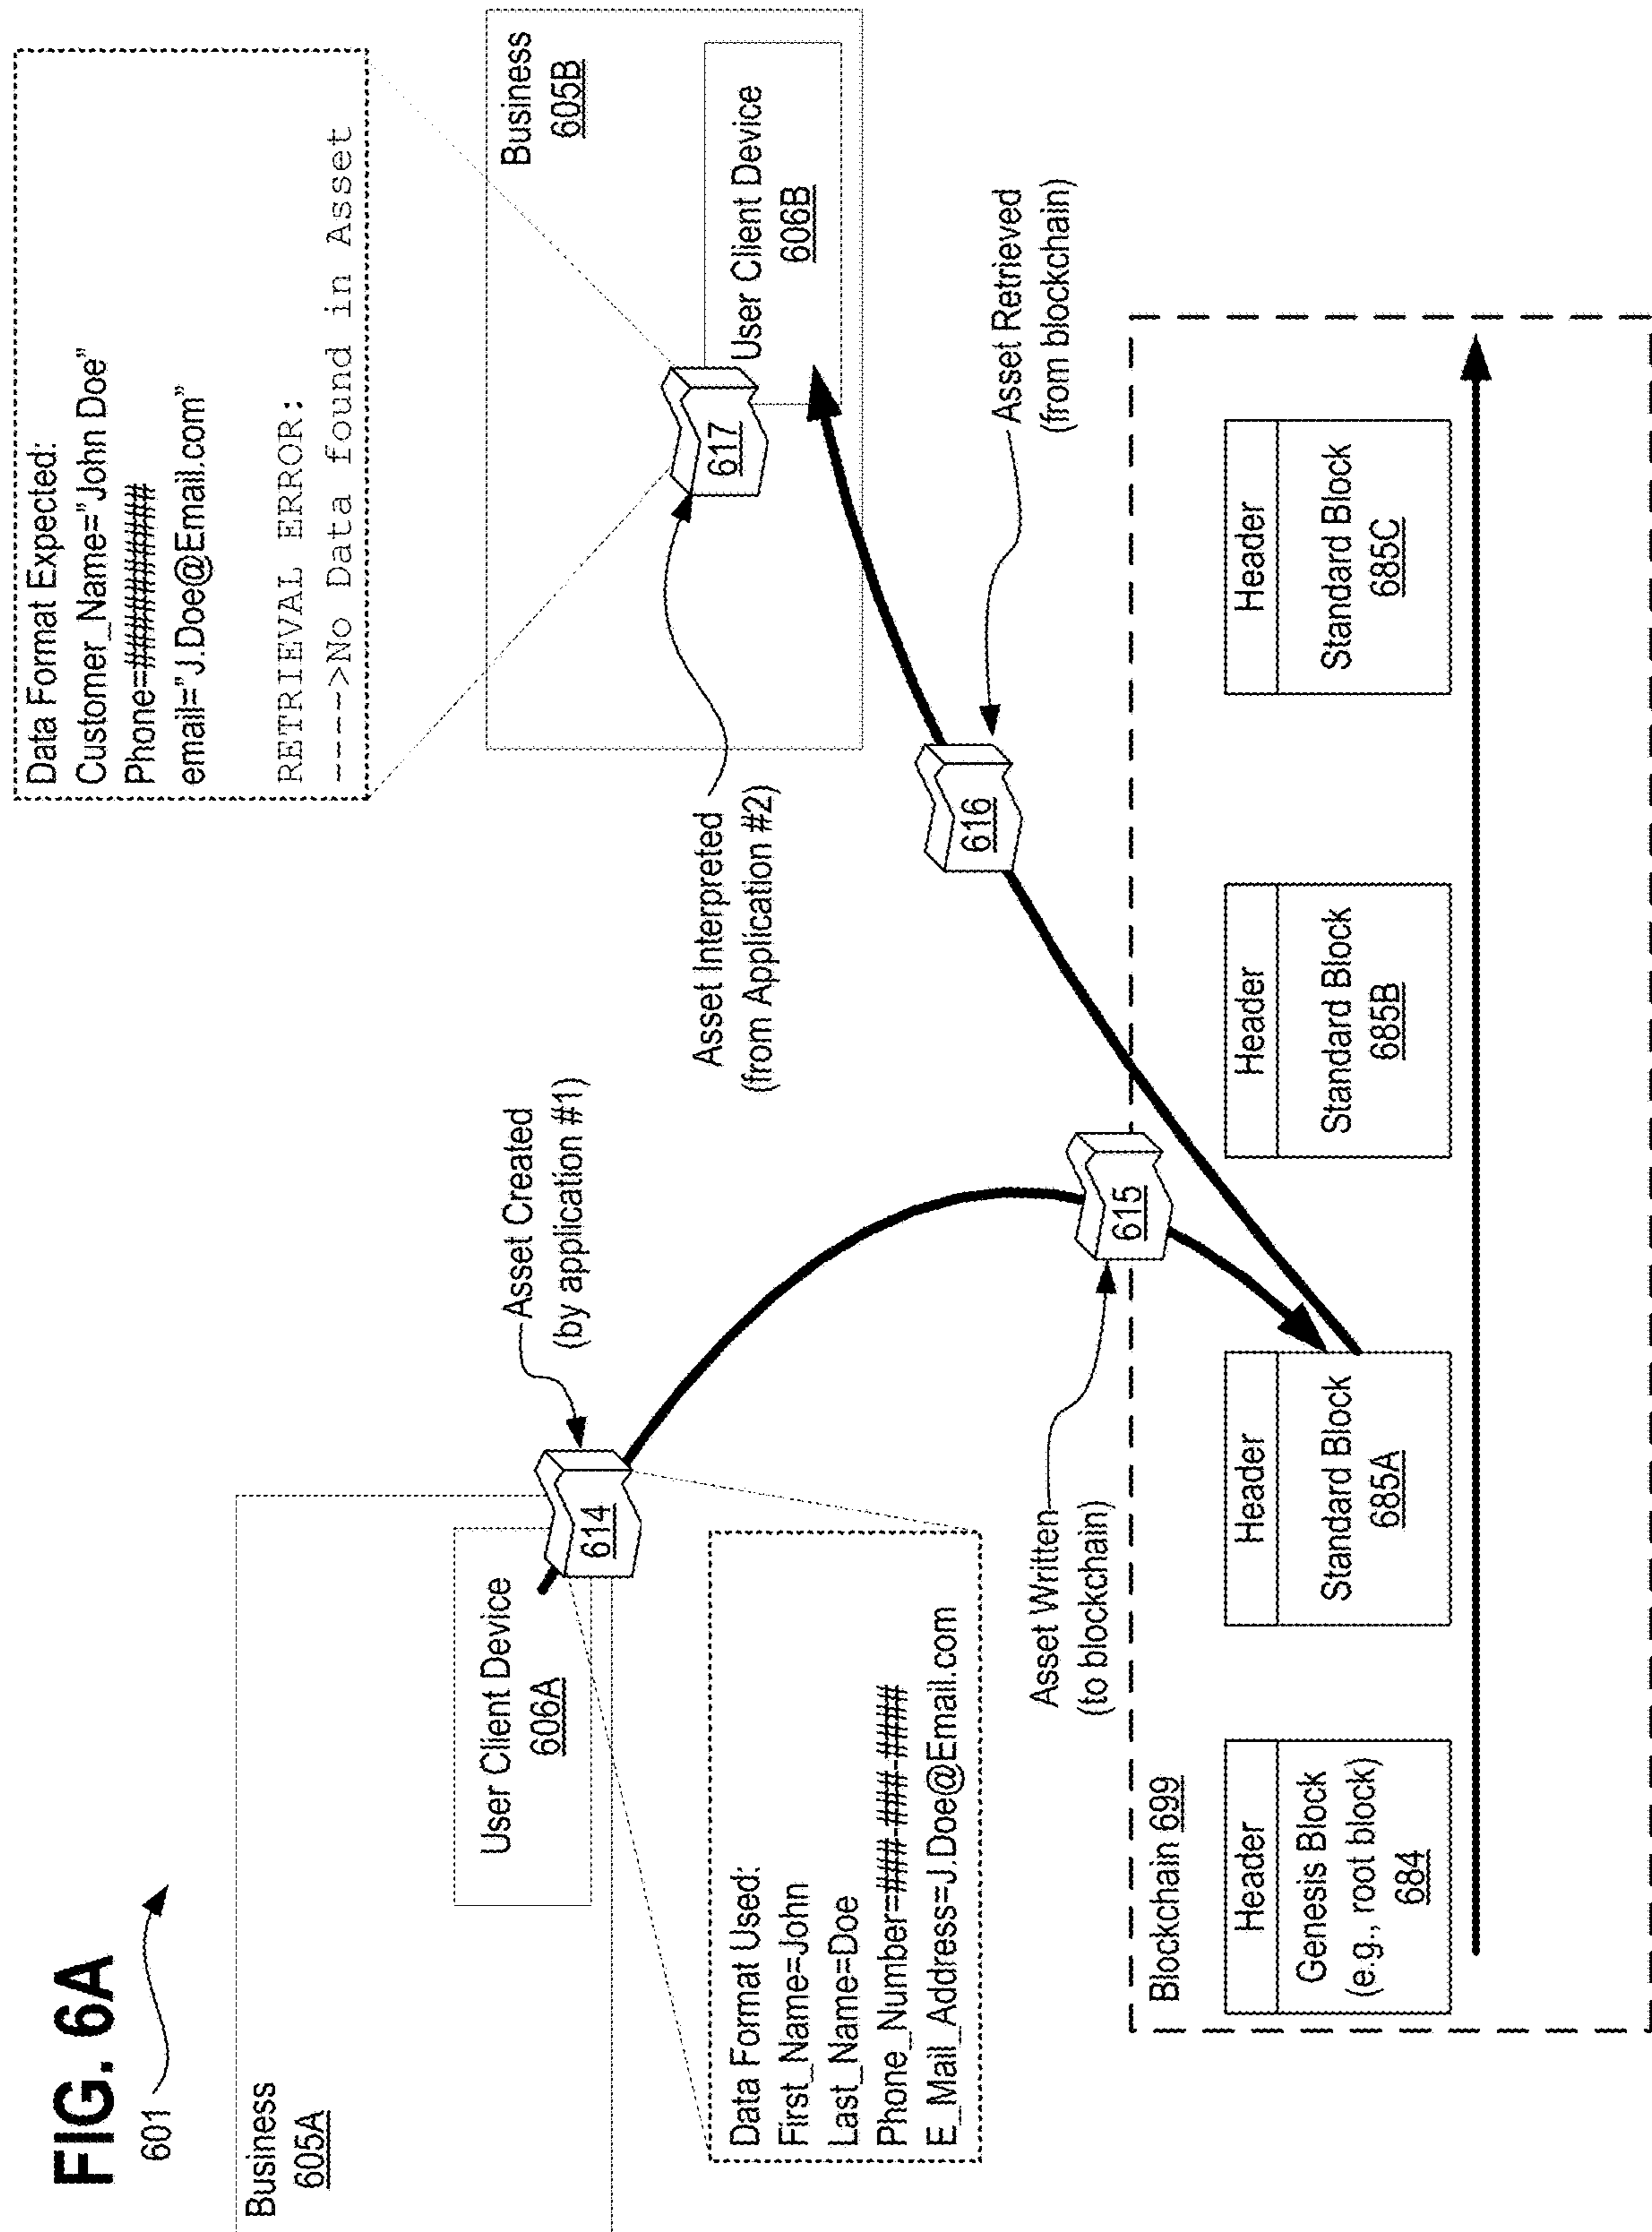 FIG. 6A
601
Business
605A
User Client Device
606A
614
Asset Created
(by application #1)
Data Format Used:
First_Name=John
Last_Name=Doe
Phone_Number=###-###-####
E_Mail_Address=J.Doe@Email.com
Data Format Expected:
Customer_Name=”John Doe”
Phone=##########
email=”J.Doe@Email.com”
RETRIEVAL ERROR:
---->No Data found in Asset
Business
605B
User Client Device
606B
617
Asset Interpreted
(from Application #2)
616
Asset Retrieved
(from blockchain)
615
Asset Written
(to blockchain)
Blockchain 699
Header
Genesis Block
(e.g., root block)
684
Header
Standard Block
685A
Header
Standard Block
685B
Header
Standard Block
685C